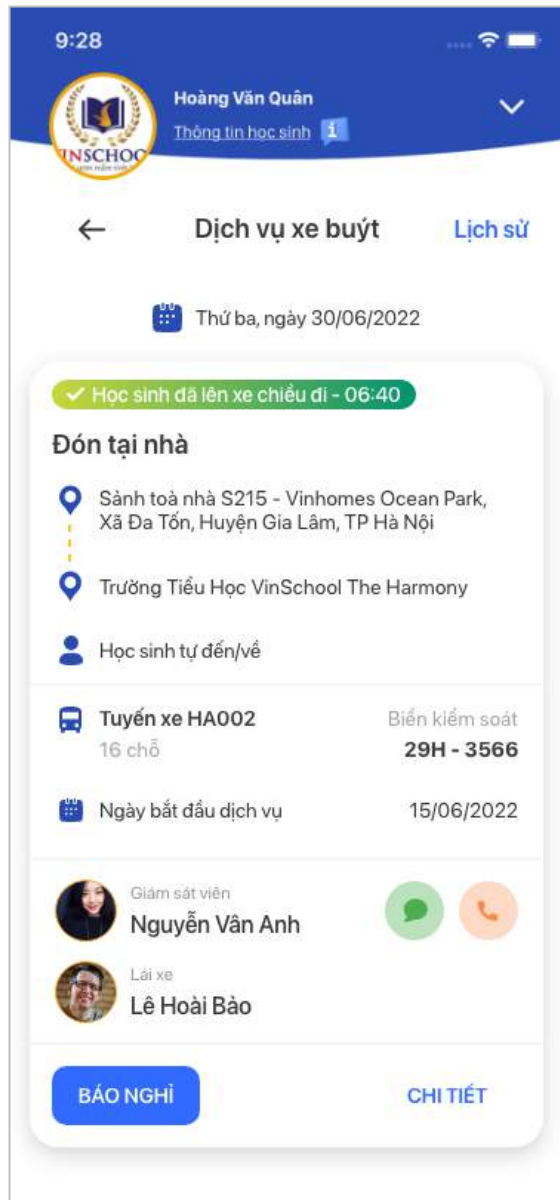 9:28
Hoàng Văn Quân
Thông tin học sinh
VINSCHOOL
Dịch vụ xe buýt
Lịch sử
Thứ ba, ngày 30/06/2022
Học sinh đã lên xe chiều đi - 06:40
Đón tại nhà
Sảnh toà nhà S215 - Vinhomes Ocean Park,
Xã Đa Tốn, Huyện Gia Lâm, TP Hà Nội
Trường Tiểu Học VinSchool The Harmony
Học sinh tự đến/về
Tuyến xe HA002
Biển kiểm soát
16 chỗ
29H - 3566
Ngày bắt đầu dịch vụ
15/06/2022
Giám sát viên
Nguyễn Vân Anh
Lái xe
Lê Hoài Bảo
BÁO NGHỈ
CHI TIẾT